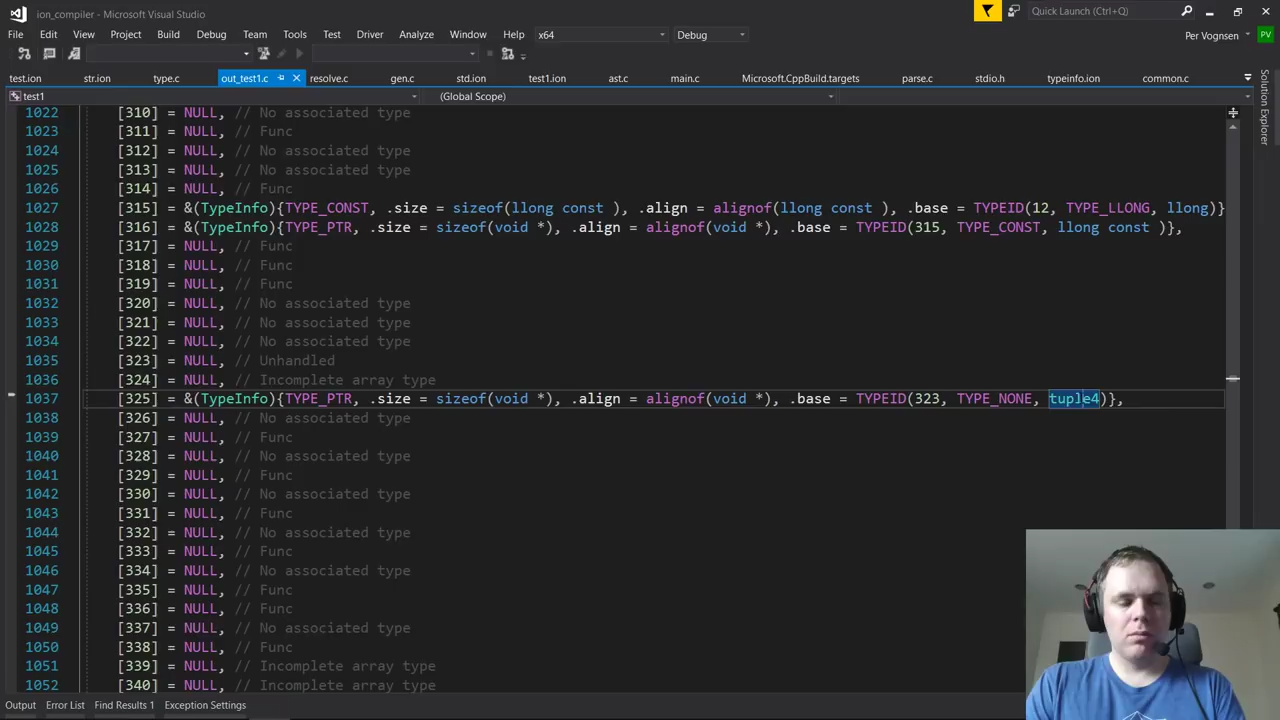 ion_compiler - Microsoft Visual Studio
Quick Launch (Ctrl+Q)
File Edit View Project Build Debug Team Tools Test Driver Analyze Window Help x64 Debug Per Vognsen PV
test.ion str.ion type.c out_test1.c resolve.c gen.c std.ion test1.ion ast.c main.c Microsoft.CppBuild.targets parse.c stdio.h typeinfo.ion common.c
test1 (Global Scope)
Solution Explorer
1022 [310] = NULL, // No associated type
1023 [311] = NULL, // Func
1024 [312] = NULL, // No associated type
1025 [313] = NULL, // No associated type
1026 [314] = NULL, // Func
1027 [315] = &(TypeInfo){TYPE_CONST, .size = sizeof(llong const ), .align = alignof(llong const ), .base = TYPEID(12, TYPE_LLONG, llong)}
1028 [316] = &(TypeInfo){TYPE_PTR, .size = sizeof(void *), .align = alignof(void *), .base = TYPEID(315, TYPE_CONST, llong const )},
1029 [317] = NULL, // Func
1030 [318] = NULL, // Func
1031 [319] = NULL, // Func
1032 [320] = NULL, // No associated type
1033 [321] = NULL, // No associated type
1034 [322] = NULL, // No associated type
1035 [323] = NULL, // Unhandled
1036 [324] = NULL, // Incomplete array type
1037 [325] = &(TypeInfo){TYPE_PTR, .size = sizeof(void *), .align = alignof(void *), .base = TYPEID(323, TYPE_NONE, tuple4)},
1038 [326] = NULL, // No associated type
1039 [327] = NULL, // Func
1040 [328] = NULL, // No associated type
1041 [329] = NULL, // Func
1042 [330] = NULL, // No associated type
1043 [331] = NULL, // Func
1044 [332] = NULL, // No associated type
1045 [333] = NULL, // Func
1046 [334] = NULL, // No associated type
1047 [335] = NULL, // Func
1048 [336] = NULL, // Func
1049 [337] = NULL, // No associated type
1050 [338] = NULL, // Func
1051 [339] = NULL, // Incomplete array type
1052 [340] = NULL, // Incomplete array type
Output Error List Find Results 1 Exception Settings